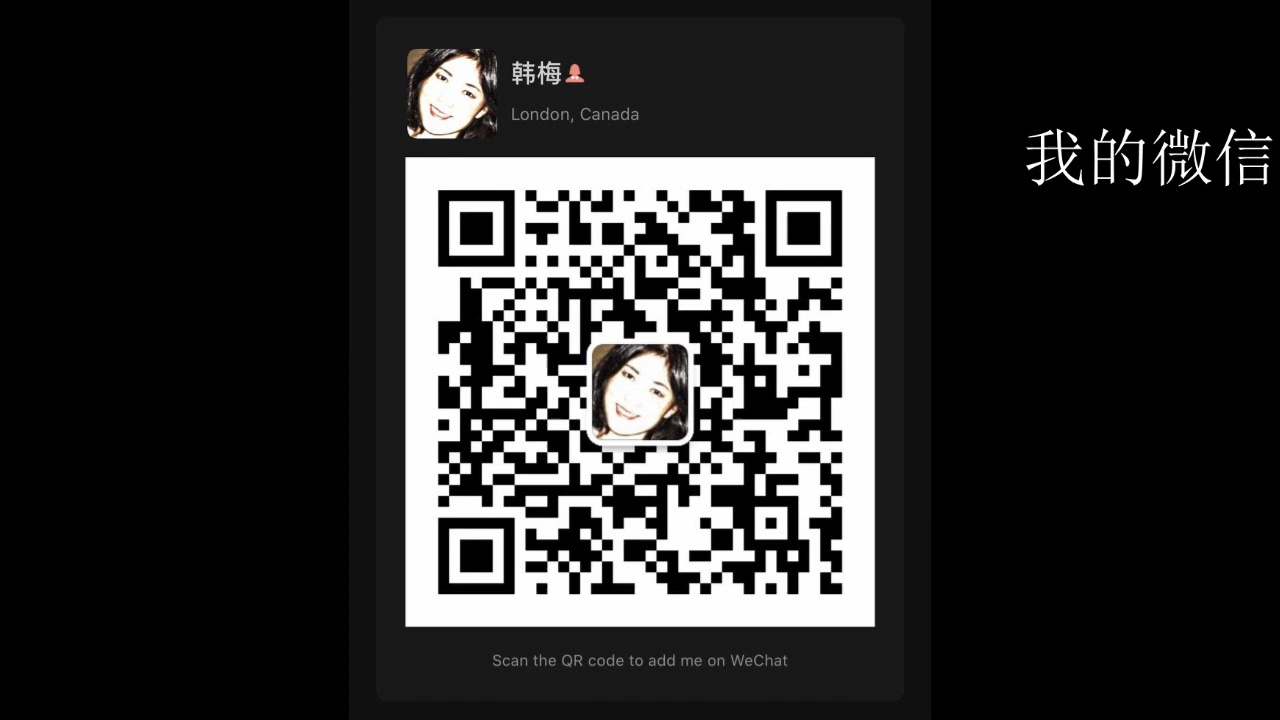 韩梅
London, Canada
我的微信
Scan the QR code to add me on WeChat